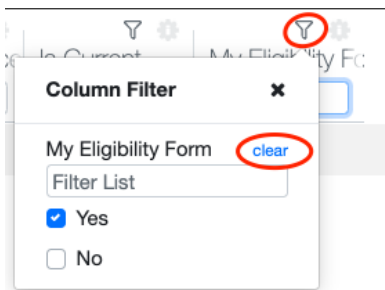 Is Current
My Eligibility Fo
Column Filter
My Eligibility Form clear
Filter List
Yes
No